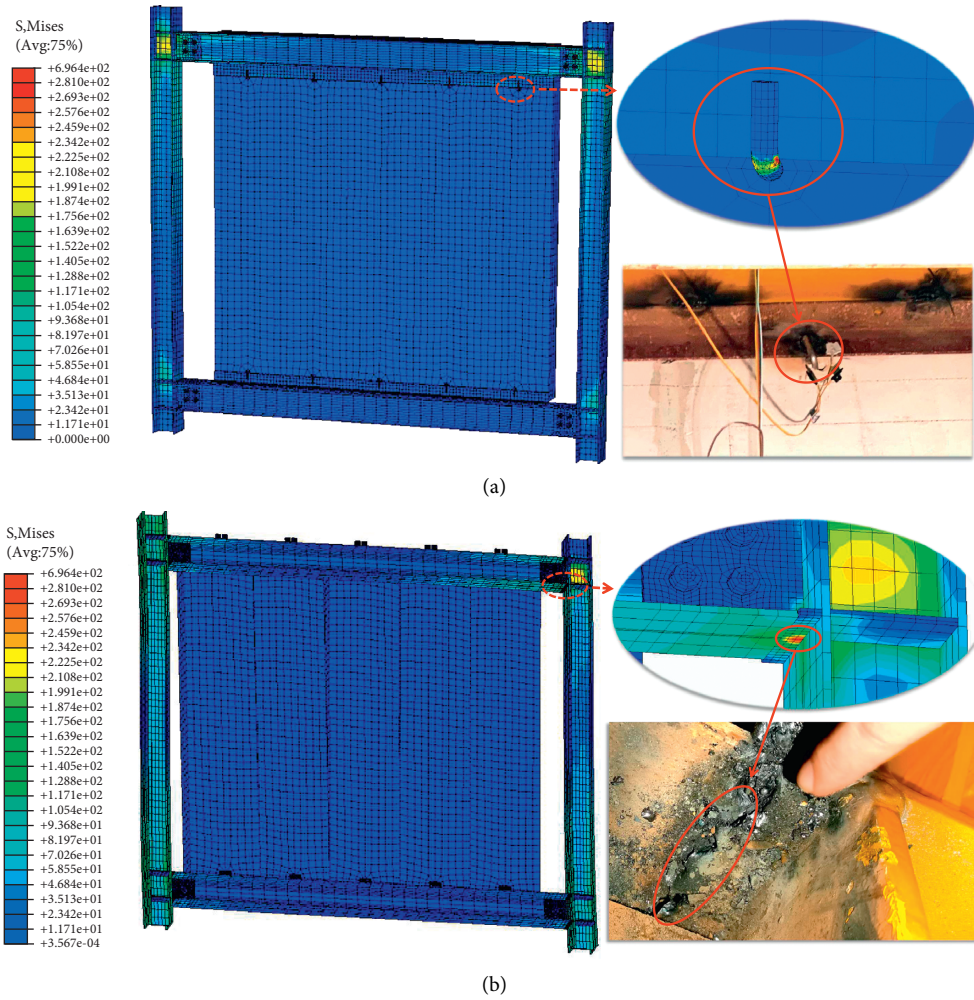 S,Mises
(Avg:75%)
+6.964e+02
+2.810e+02
+2.693e+02
+2.576e+02
+2.459e+02
+2.342e+02
+2.225e+02
+2.108e+02
+1.991e+02
+1.874e+02
+1.756e+02
+1.639e+02
+1.522e+02
+1.405e+02
+1.288e+02
+1.171e+02
+1.054e+02
+9.368e+01
+8.197e+01
+7.026e+01
+5.855e+01
+4.684e+01
+3.513e+01
+2.342e+01
+1.171e+01
+0.000e+00
(a)
S,Mises
(Avg:75%)
+6.964e+02
+2.810e+02
+2.693e+02
+2.576e+02
+2.459e+02
+2.342e+02
+2.225e+02
+2.108e+02
+1.991e+02
+1.874e+02
+1.756e+02
+1.639e+02
+1.522e+02
+1.405e+02
+1.288e+02
+1.171e+02
+1.054e+02
+9.368e+01
+8.197e+01
+7.026e+01
+5.855e+01
+4.684e+01
+3.513e+01
+2.342e+01
+1.171e+01
+3.567e-04
(b)